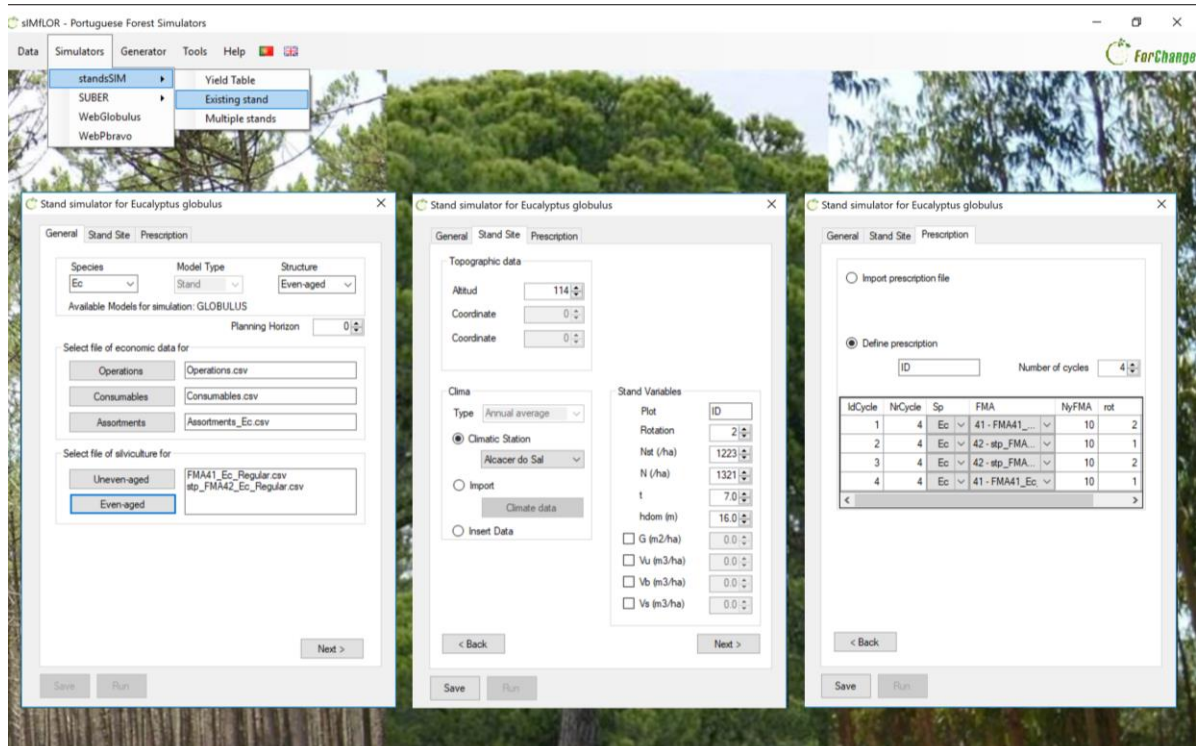 sIMfLOR - Portuguese Forest Simulators
Data Simulators Generator Tools Help
ForChange
standsSIM
SUBER
WebGlobulus
WebPbravo
Yield Table
Existing stand
Multiple stands
Stand simulator for Eucalyptus globulus
General Stand Site Prescription
Species Model Type Structure
Ec Stand Even-aged
Available Models for simulation: GLOBULUS
Planning Horizon 0
Select file of economic data for
Operations Operations.csv
Consumables Consumables.csv
Assortments Assortments_Ec.csv
Select file of silviculture for
Uneven-aged
Even-aged
FMA41_Ec_Regular.csv
stp_FMA42_Ec_Regular.csv
Next >
Save Run
Stand simulator for Eucalyptus globulus
General Stand Site Prescription
Topographic data
Altitud 114
Coordinate 0
Coordinate 0
Clima
Type Annual average
Climatic Station
Alcacer do Sal
Import
Climate data
Insert Data
Stand Variables
Plot ID
Rotation 2
Nst (/ha) 1223
N (/ha) 1321
t 7.0
hdom (m) 16.0
G (m2/ha) 0.0
Vu (m3/ha) 0.0
Vb (m3/ha) 0.0
Vs (m3/ha) 0.0
< Back Next >
Save Run
Stand simulator for Eucalyptus globulus
General Stand Site Prescription
Import prescription file
Define prescription
ID Number of cycles 4
IdCycle NrCycle Sp FMA NyFMA rot
1 4 Ec 41 - FMA41_... 10 2
2 4 Ec 42 - stp_FMA... 10 1
3 4 Ec 42 - stp_FMA... 10 2
4 4 Ec 41 - FMA41_Ec_ 10 1
< Back
Save Run